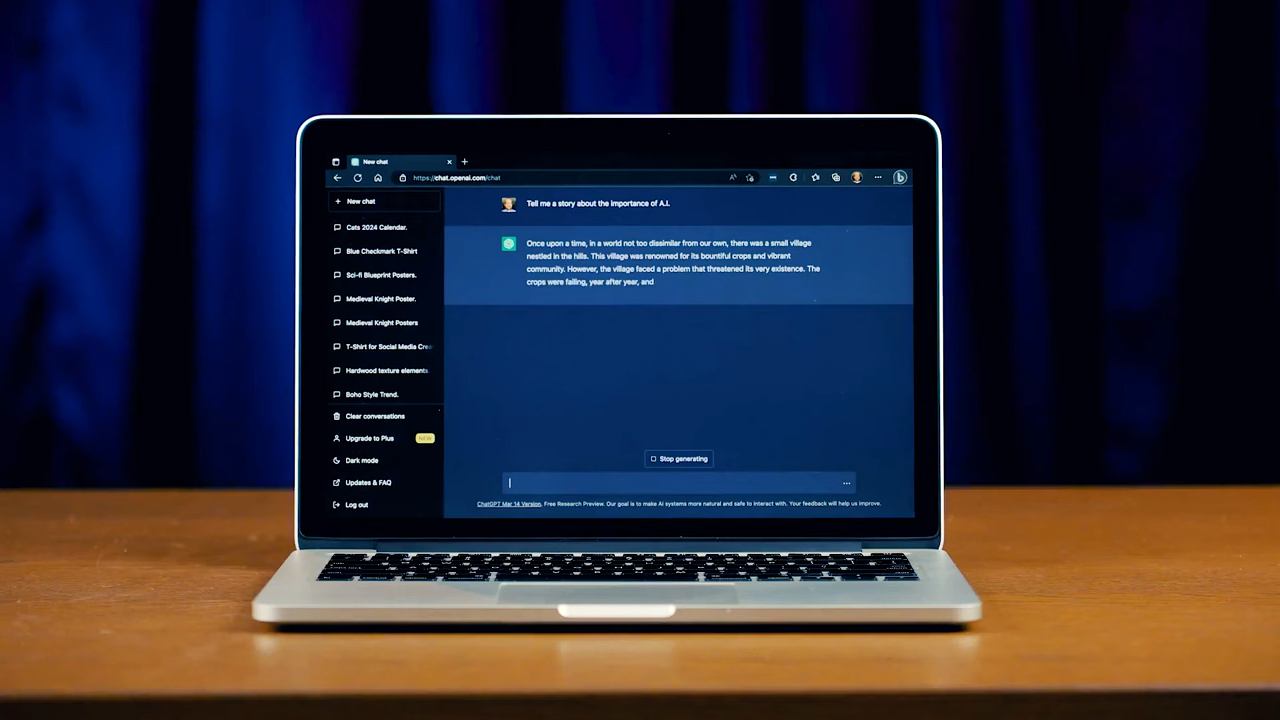 New chat
https://chat.openai.com/chat
New chat
Cats 2024 Calendar.
Blue Checkmark T-Shirt
Sci-fi Blueprint Posters.
Medieval Knight Poster.
Medieval Knight Posters
T-Shirt for Social Media Crea
Hardwood texture elements
Boho Style Trend.
Clear conversations
Upgrade to Plus NEW
Dark mode
Updates & FAQ
Log out
Tell me a story about the importance of A.I.
Once upon a time, in a world not too dissimilar from our own, there was a small village
nestled in the hills. This village was renowned for its bountiful crops and vibrant
community. However, the village faced a problem that threatened its very existence. The
crops were failing, year after year, and
Stop generating
ChatGPT Mar 14 Version. Free Research Preview. Our goal is to make AI systems more natural and safe to interact with. Your feedback will help us improve.